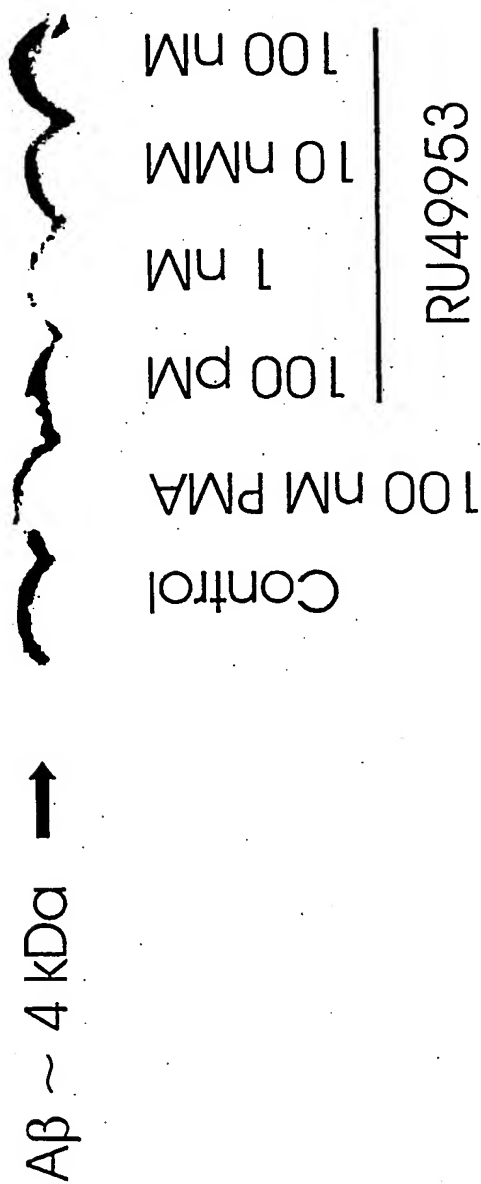 Aβ ~ 4 kDa →
Control
100 nM PMA
100 pM
1 nM
10 nMM
100 nM
RU49953